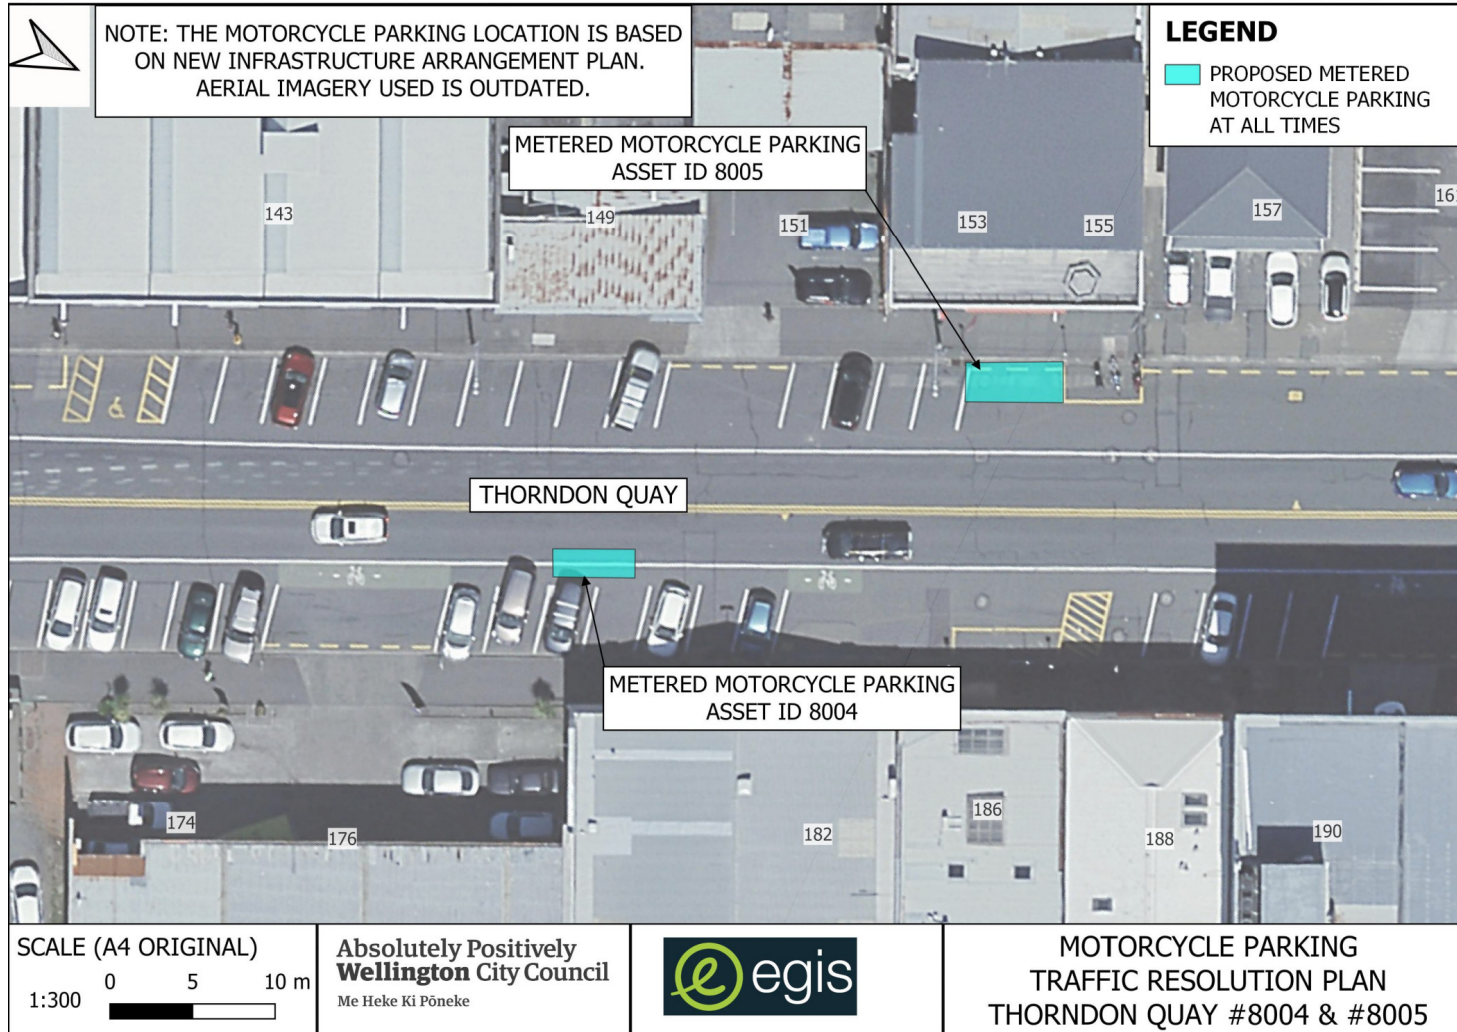 NOTE: THE MOTORCYCLE PARKING LOCATION IS BASED
ON NEW INFRASTRUCTURE ARRANGEMENT PLAN.
AERIAL IMAGERY USED IS OUTDATED.
LEGEND
PROPOSED METERED
MOTORCYCLE PARKING
AT ALL TIMES
METERED MOTORCYCLE PARKING
ASSET ID 8005
143
149
151
153
155
157
161
THORNDON QUAY
METERED MOTORCYCLE PARKING
ASSET ID 8004
174
176
182
186
188
190
SCALE (A4 ORIGINAL)
0 5 10 m
1:300
Absolutely Positively
Wellington City Council
Me Heke Ki Pōneke
e egis
MOTORCYCLE PARKING
TRAFFIC RESOLUTION PLAN
THORNDON QUAY #8004 & #8005